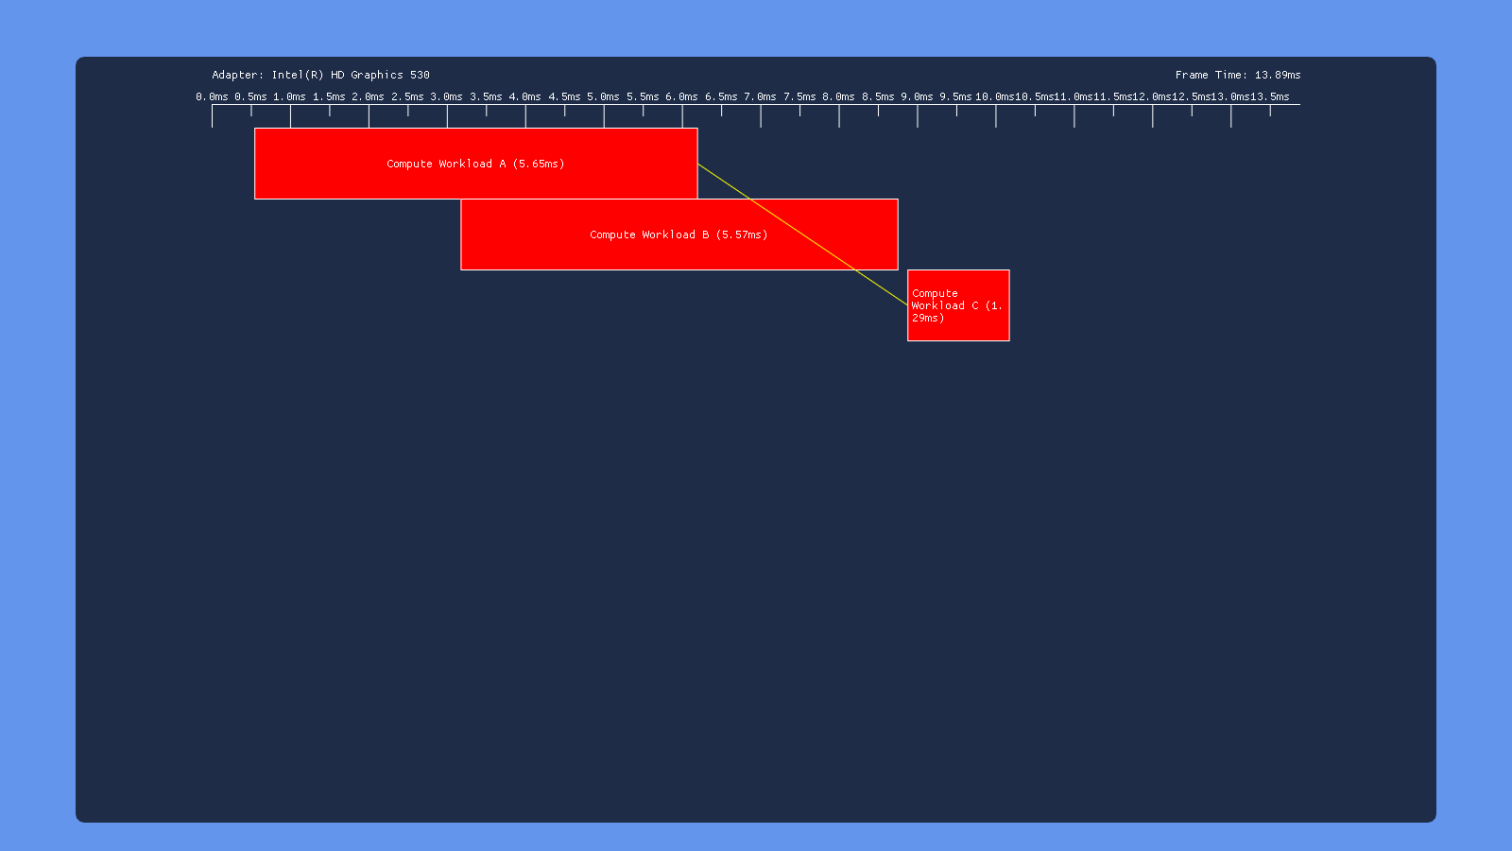 Adapter: Intel(R) HD Graphics 530
Frame Time: 13.89ms
0.0ms 0.5ms 1.0ms 1.5ms 2.0ms 2.5ms 3.0ms 3.5ms 4.0ms 4.5ms 5.0ms 5.5ms 6.0ms 6.5ms 7.0ms 7.5ms 8.0ms 8.5ms 9.0ms 9.5ms 10.0ms10.5ms11.0ms11.5ms12.0ms12.5ms13.0ms13.5ms
Compute Workload A (5.65ms)
Compute Workload B (5.57ms)
Compute
Workload C (1.
29ms)